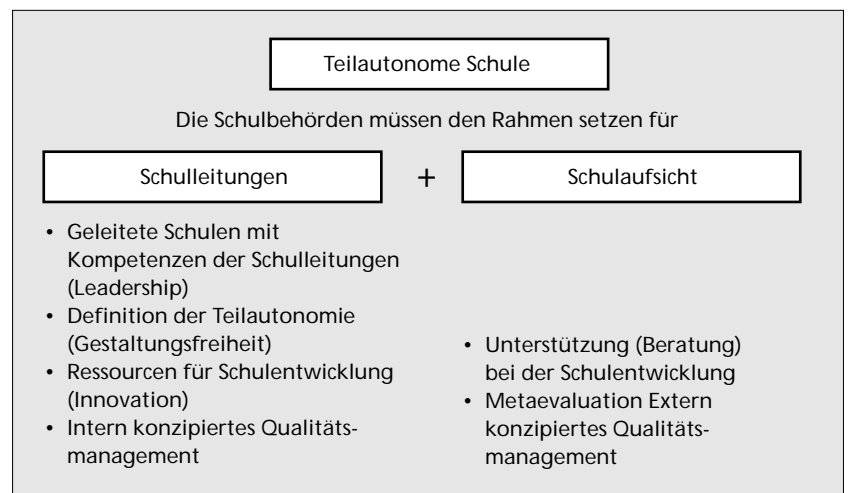 Teilautonome Schule
Die Schulbehörden müssen den Rahmen setzen für
Schulleitungen
+
Schulaufsicht
• Geleitete Schulen mit
Kompetenzen der Schulleitungen
(Leadership)
• Definition der Teilautonomie
(Gestaltungsfreiheit)
• Ressourcen für Schulentwicklung
(Innovation)
• Intern konzipiertes Qualitäts-
management
• Unterstützung (Beratung)
bei der Schulentwicklung
• Metaevaluation Extern
konzipiertes Qualitäts-
management